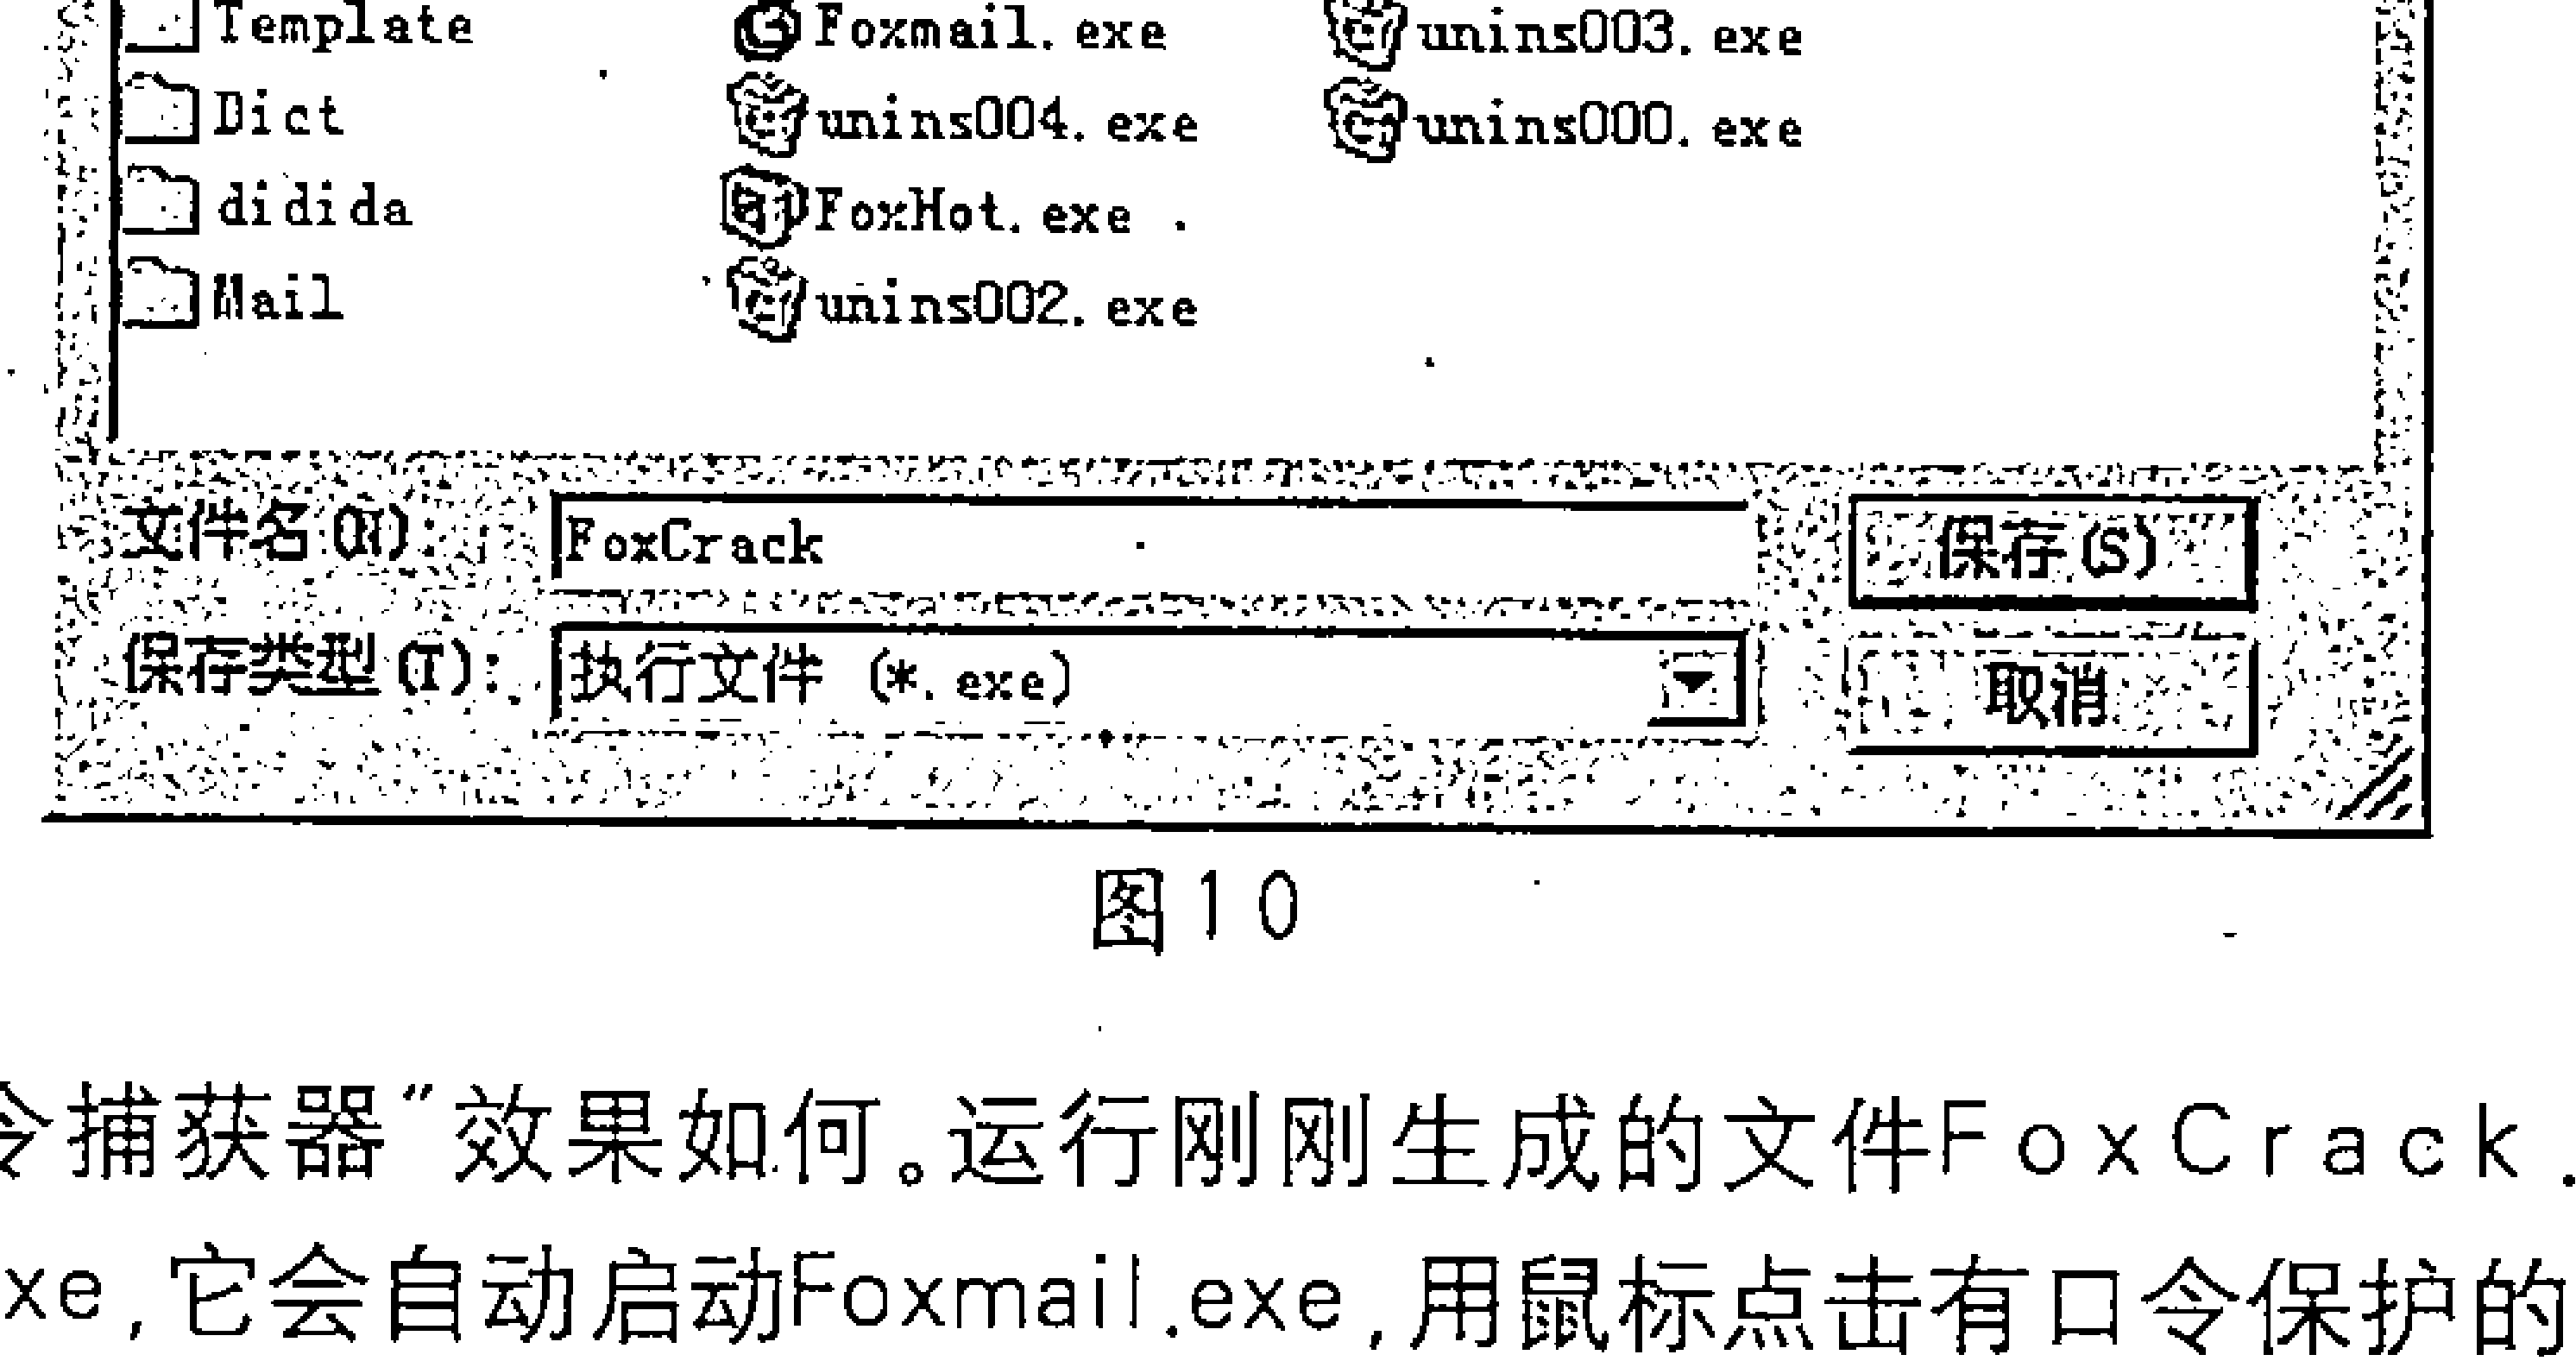 Template Foxmail.exe unins003.exe
Dict unins004.exe unins000.exe
didida FoxHot.exe
Mail unins002.exe
文件名(N): FoxCrack 保存(S)
保存类型(T): 执行文件 (*.exe) 取消
图10
令捕获器”效果如何。运行刚刚生成的文件FoxCrack.
xe,它会自动启动Foxmail.exe,用鼠标点击有口令保护的